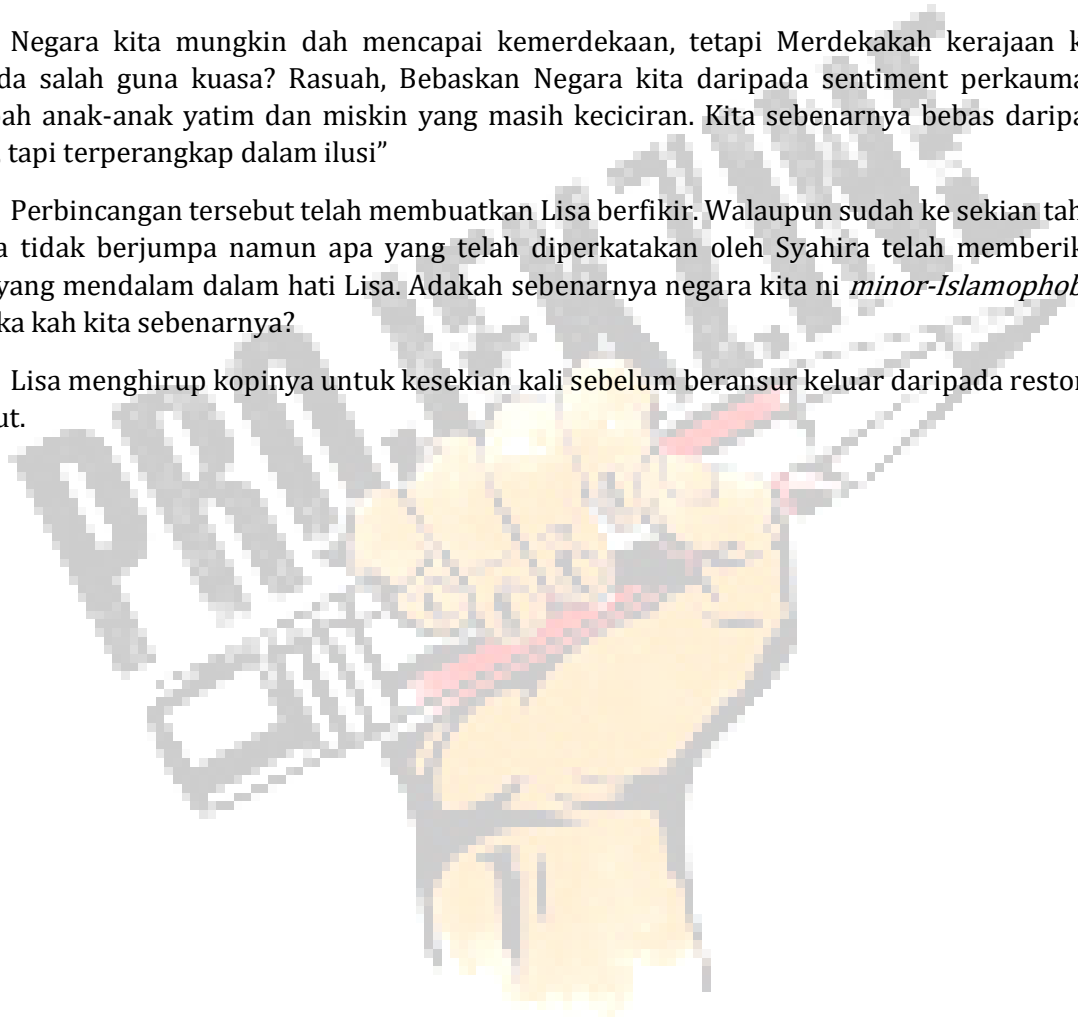 Negara kita mungkin dah mencapai kemerdekaan, tetapi Merdekakah kerajaan k
da salah guna kuasa? Rasuah, Bebaskan Negara kita daripada sentiment perkauma
ah anak-anak yatim dan miskin yang masih keciciran. Kita sebenarnya bebas daripa
tapi terperangkap dalam ilusi”
Perbincangan tersebut telah membuatkan Lisa berfikir. Walaupun sudah ke sekian tah
a tidak berjumpa namun apa yang telah diperkatakan oleh Syahira telah memberik
yang mendalam dalam hati Lisa. Adakah sebenarnya negara kita ni minor-Islamophob
ka kah kita sebenarnya?
Lisa menghirup kopinya untuk kesekian kali sebelum beransur keluar daripada restor
ut.